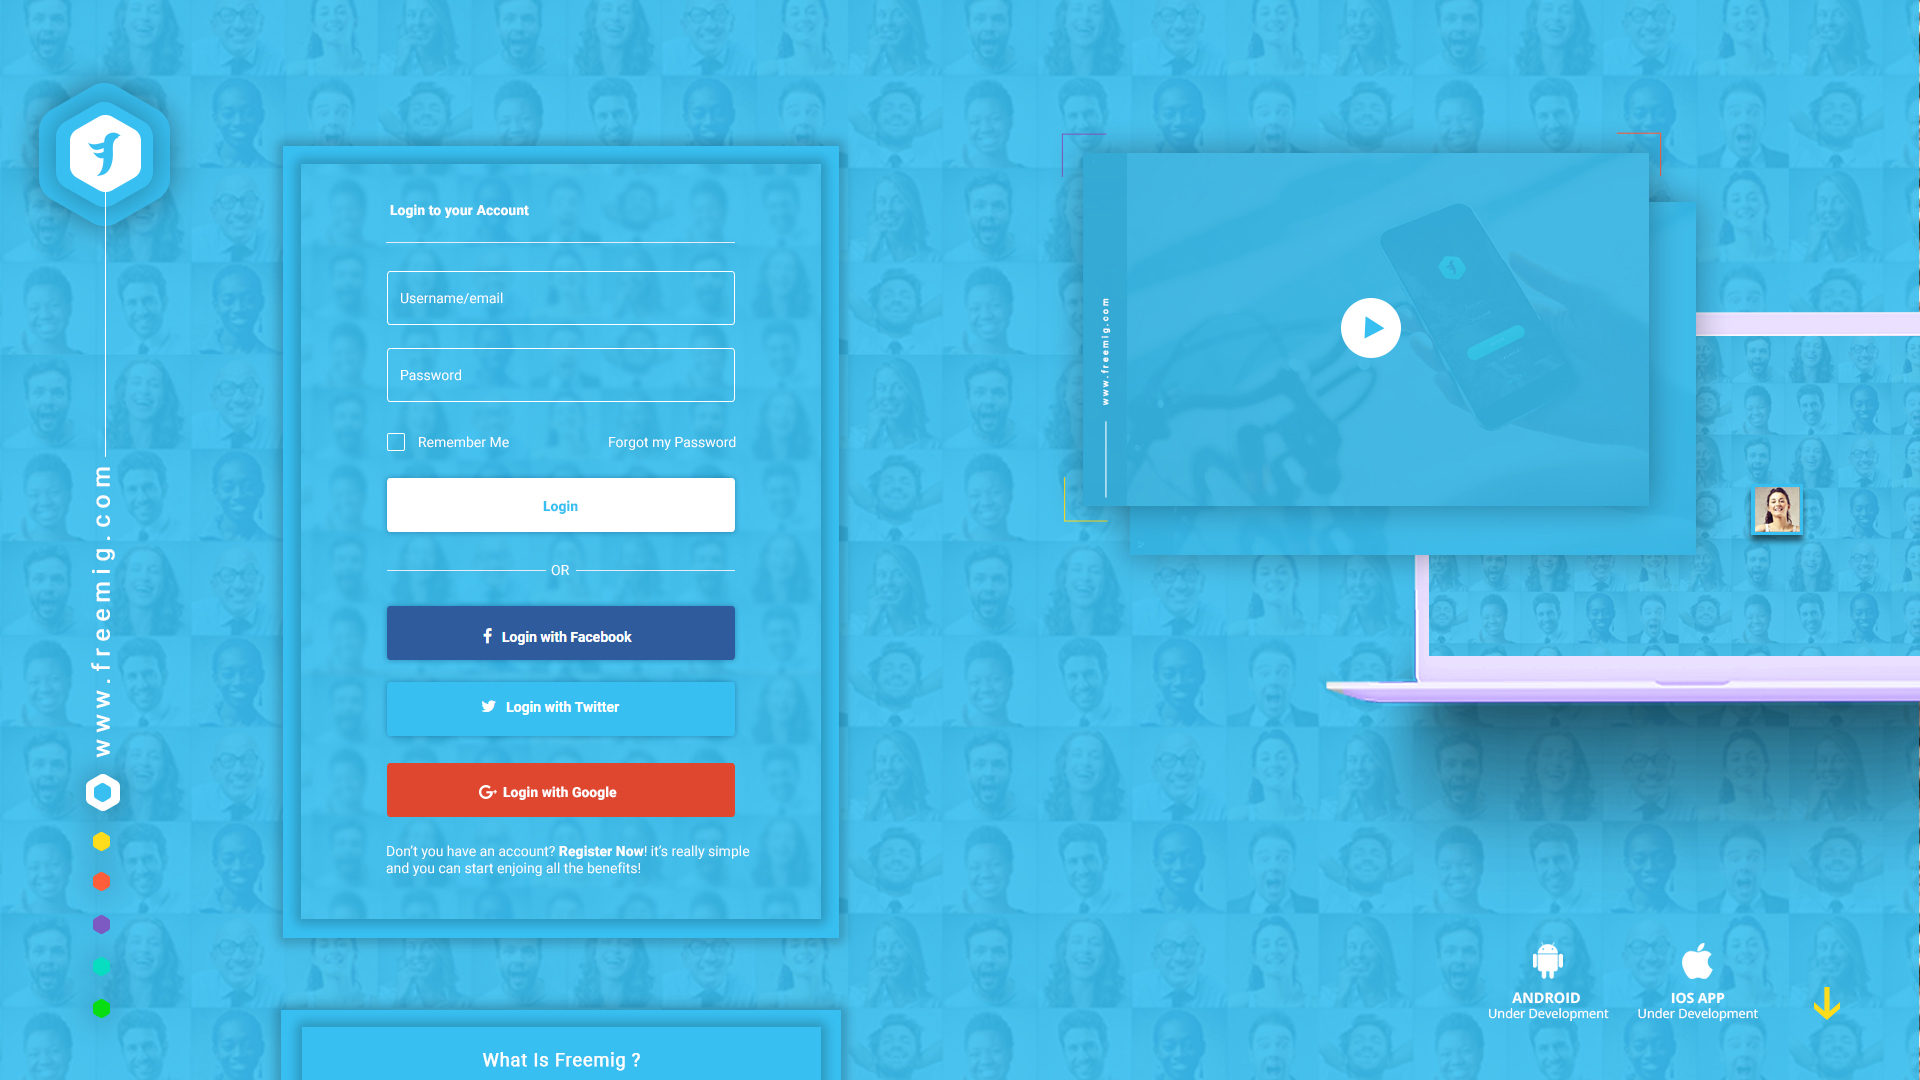 www.freemig.com
Login to your Account
Username/email
Password
Remember Me
Forgot my Password
Login
OR
Login with Facebook
Login with Twitter
Login with Google
Don't you have an account? Register Now! it's really simple
and you can start enjoing all the benefits!
What Is Freemig ?
www.freemig.com
ANDROID
Under Development
IOS APP
Under Development